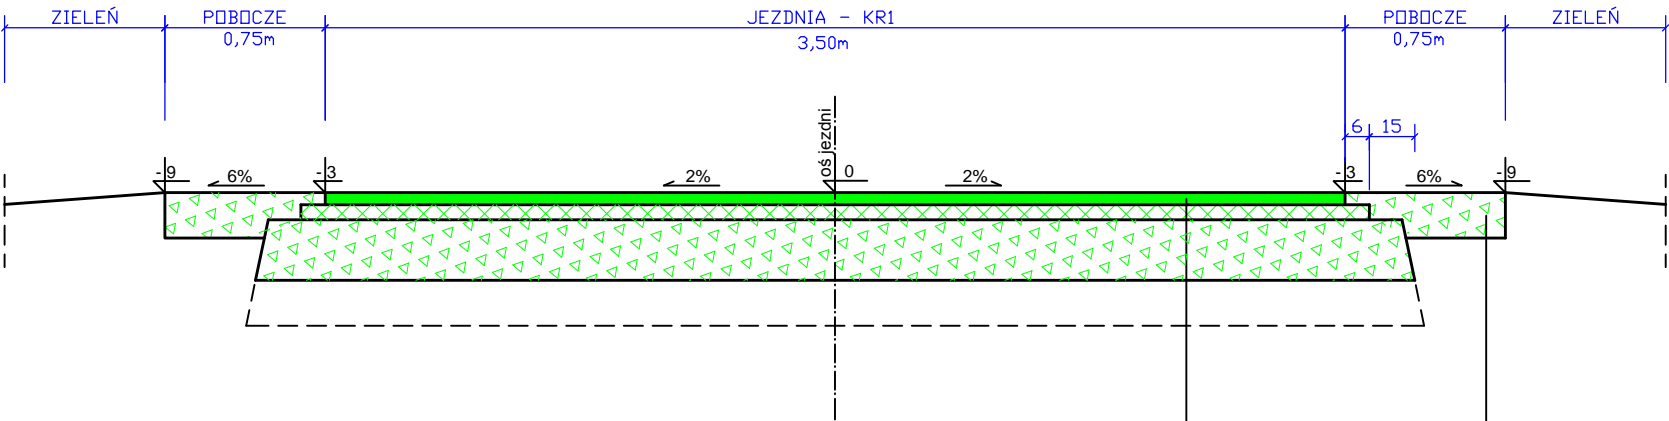 ZIELEŃ POBOCZE JEZDNIA - KR1 POBOCZE ZIELEŃ
0,75m 3,50m 0,75m
oś jezdni
6 15
-9 6% -3 2% 0 2% -3 6% -9